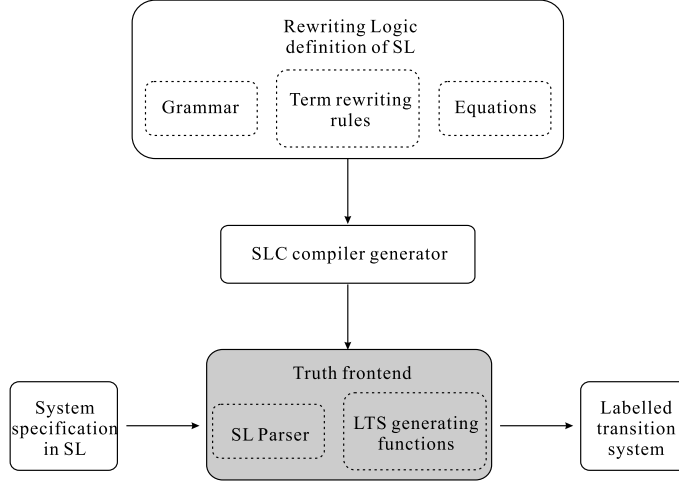 Rewriting Logic
definition of SL
Grammar
Term rewriting
rules
Equations
SLC compiler generator
Truth frontend
System
specification
in SL
SL Parser
LTS generating
functions
Labelled
transition
system